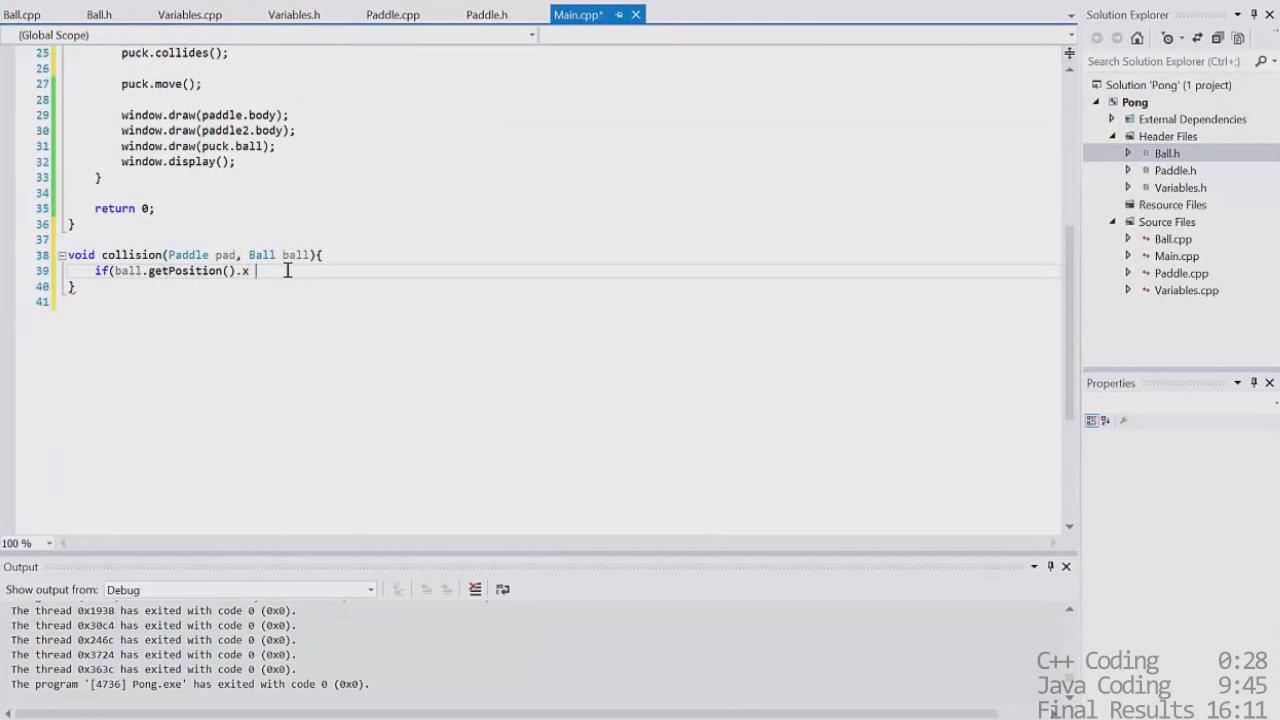 Ball.cpp Ball.h Variables.cpp Variables.h Paddle.cpp Paddle.h Main.cpp*
(Global Scope)
25 puck.collides();
26
27 puck.move();
28
29 window.draw(paddle.body);
30 window.draw(paddle2.body);
31 window.draw(puck.ball);
32 window.display();
33 }
34
35 return 0;
36 }
37
38 void collision(Paddle pad, Ball ball){
39 if(ball.getPosition().x
40 }
41
100 %
Output
Show output from: Debug
The thread 0x1938 has exited with code 0 (0x0).
The thread 0x30c4 has exited with code 0 (0x0).
The thread 0x246c has exited with code 0 (0x0).
The thread 0x3724 has exited with code 0 (0x0).
The thread 0x363c has exited with code 0 (0x0).
The program '[4736] Pong.exe' has exited with code 0 (0x0).
Solution Explorer
Search Solution Explorer (Ctrl+;)
Solution 'Pong' (1 project)
Pong
External Dependencies
Header Files
Ball.h
Paddle.h
Variables.h
Resource Files
Source Files
Ball.cpp
Main.cpp
Paddle.cpp
Variables.cpp
Properties
C++ Coding 0:28
Java Coding 9:45
Final Results 16:11